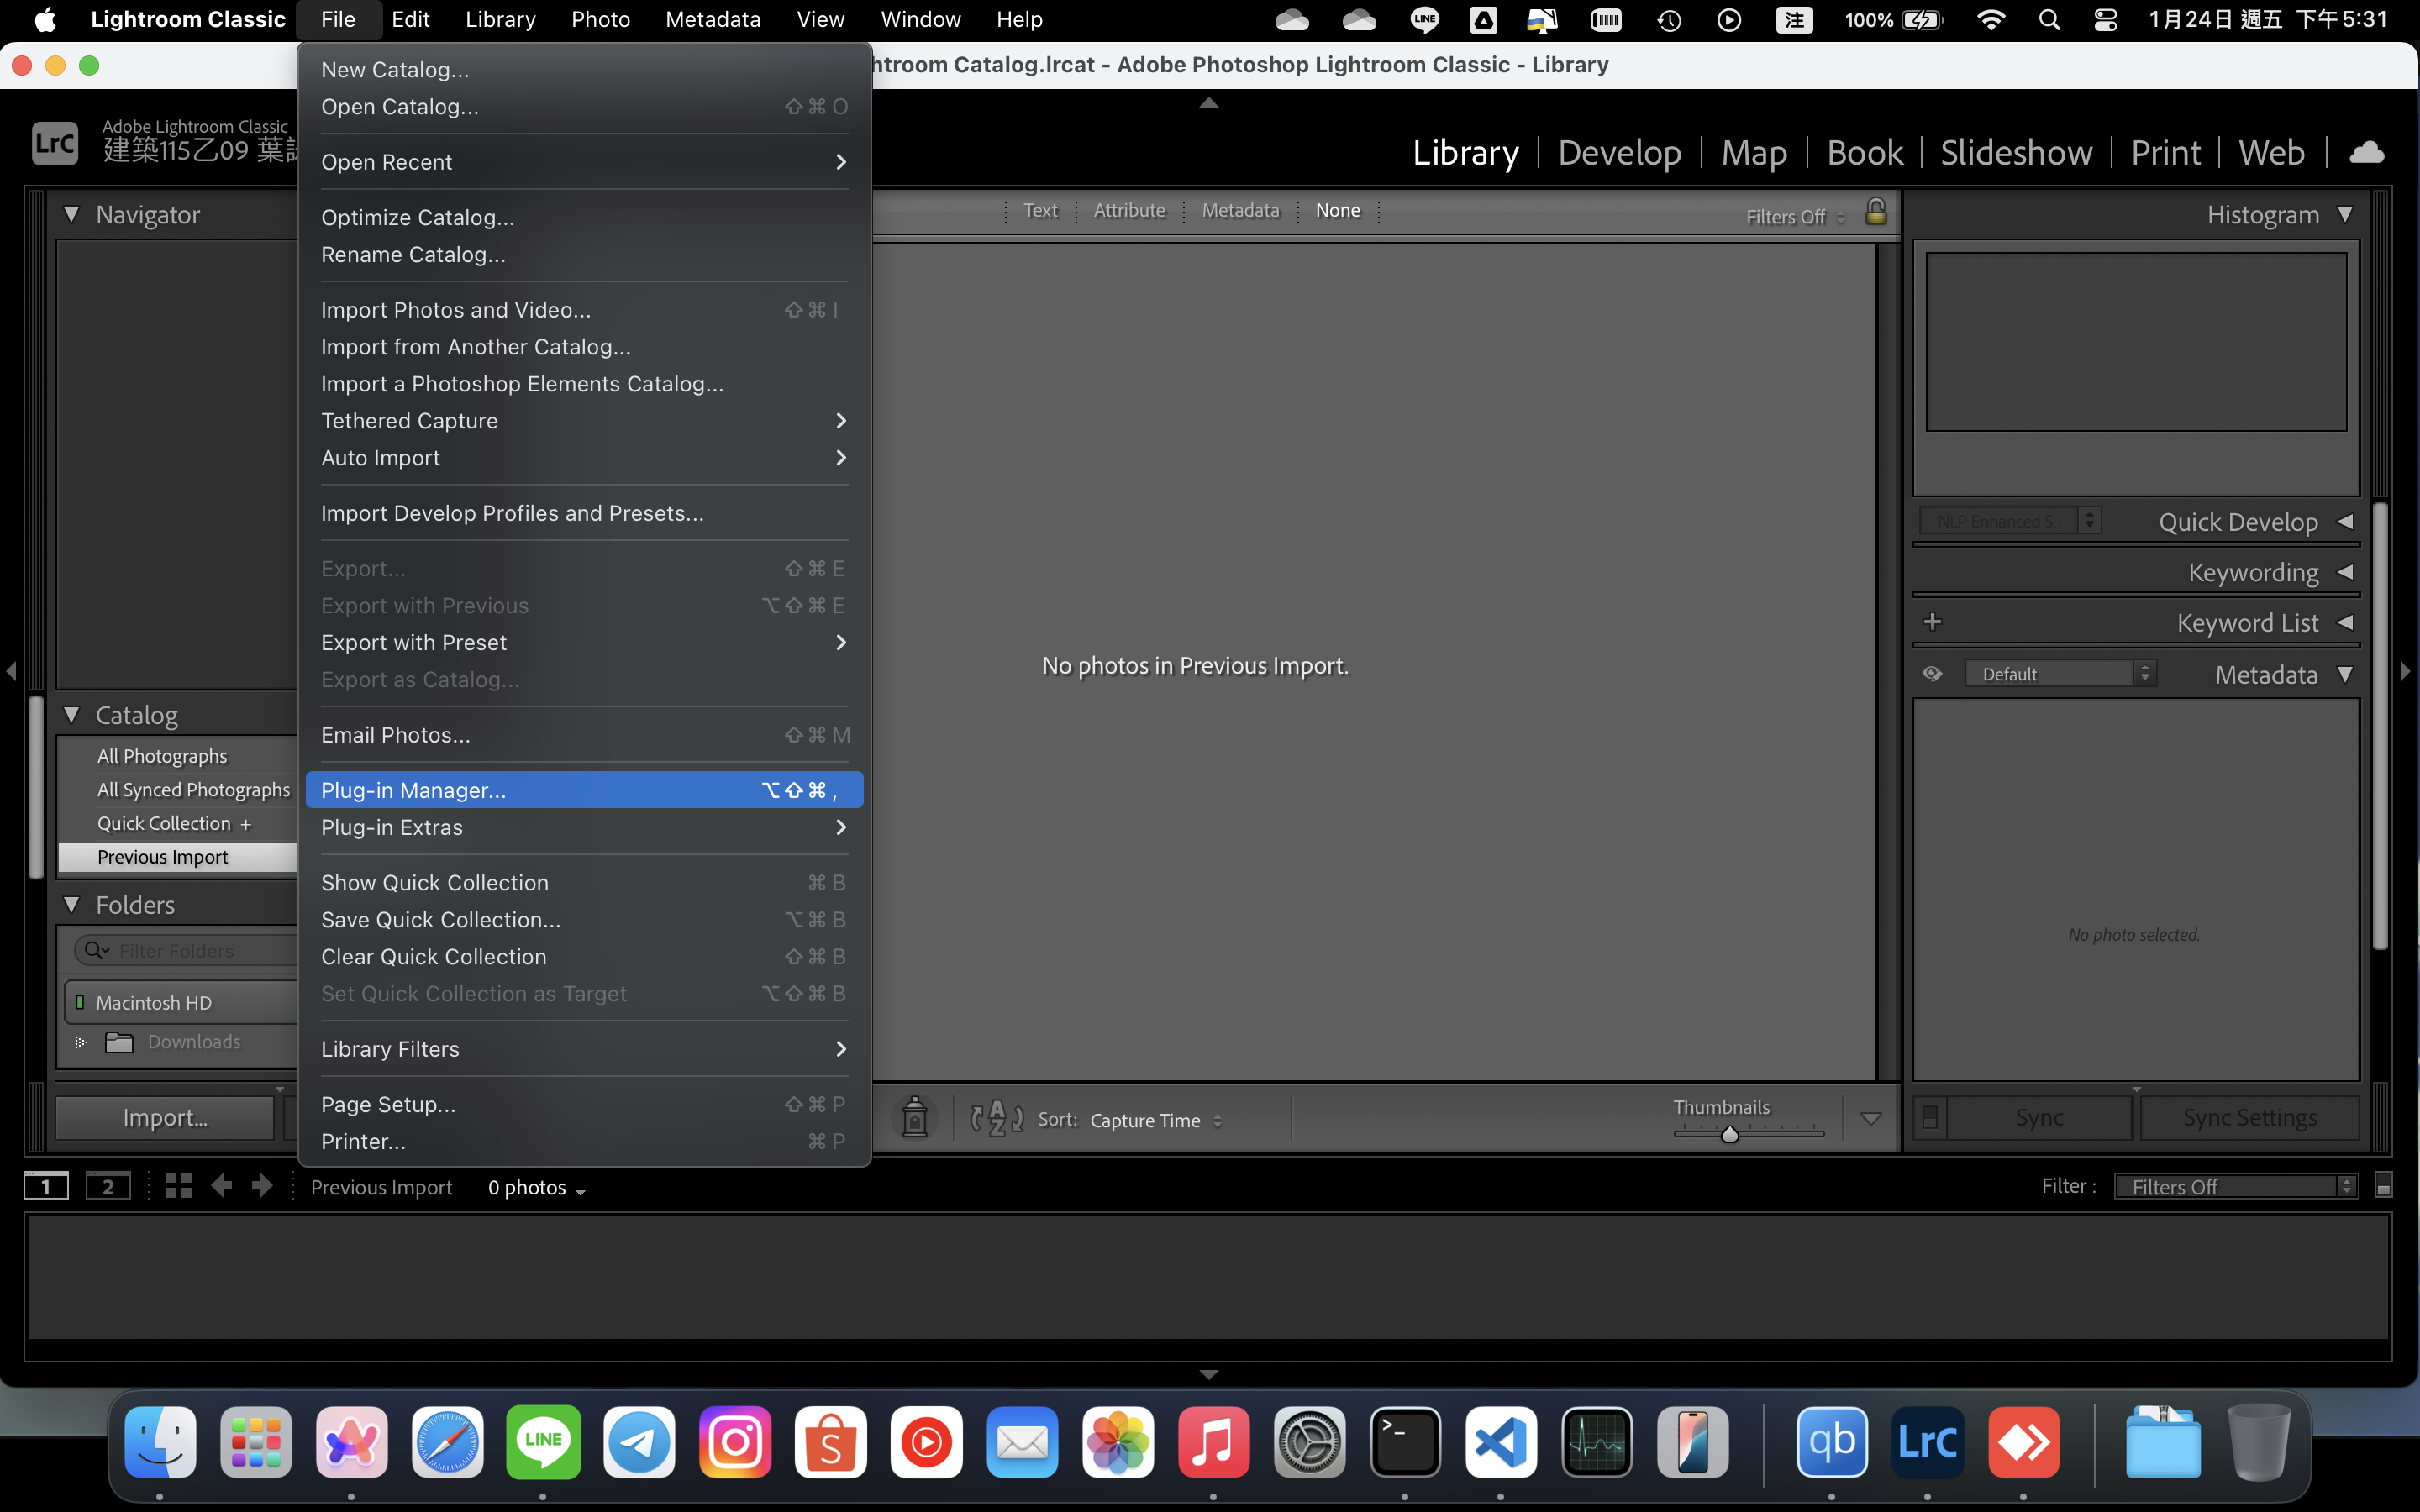 Lightroom Classic File Edit Library Photo Metadata View Window Help LINE 注 100% 1月24日 週五 下午5:31
htroom Catalog.lrcat - Adobe Photoshop Lightroom Classic - Library
LrC
Adobe Lightroom Classic
建築115乙09 葉
Library Develop Map Book Slideshow Print Web
New Catalog...
Open Catalog... ⇧⌘O
Open Recent
Optimize Catalog...
Rename Catalog...
Import Photos and Video... ⇧⌘I
Import from Another Catalog...
Import a Photoshop Elements Catalog...
Tethered Capture
Auto Import
Import Develop Profiles and Presets...
Export... ⇧⌘E
Export with Previous ⌥⇧⌘E
Export with Preset
Export as Catalog...
Email Photos... ⇧⌘M
Plug-in Manager... ⌥⇧⌘,
Plug-in Extras
Show Quick Collection ⌘B
Save Quick Collection... ⌥⌘B
Clear Quick Collection ⇧⌘B
Set Quick Collection as Target ⌥⇧⌘B
Library Filters
Page Setup... ⇧⌘P
Printer... ⌘P
Navigator
Catalog
All Photographs
All Synced Photographs
Quick Collection +
Previous Import
Folders
Filter Folders
Macintosh HD
Downloads
Import...
Text Attribute Metadata None Filters Off
No photos in Previous Import.
Sort: Capture Time Thumbnails
Histogram
NLP Enhanced S... Quick Develop
Keywording
Keyword List
Default Metadata
No photo selected.
Sync Sync Settings
1 2 Previous Import 0 photos Filter : Filters Off
LINE S >_ qb LrC